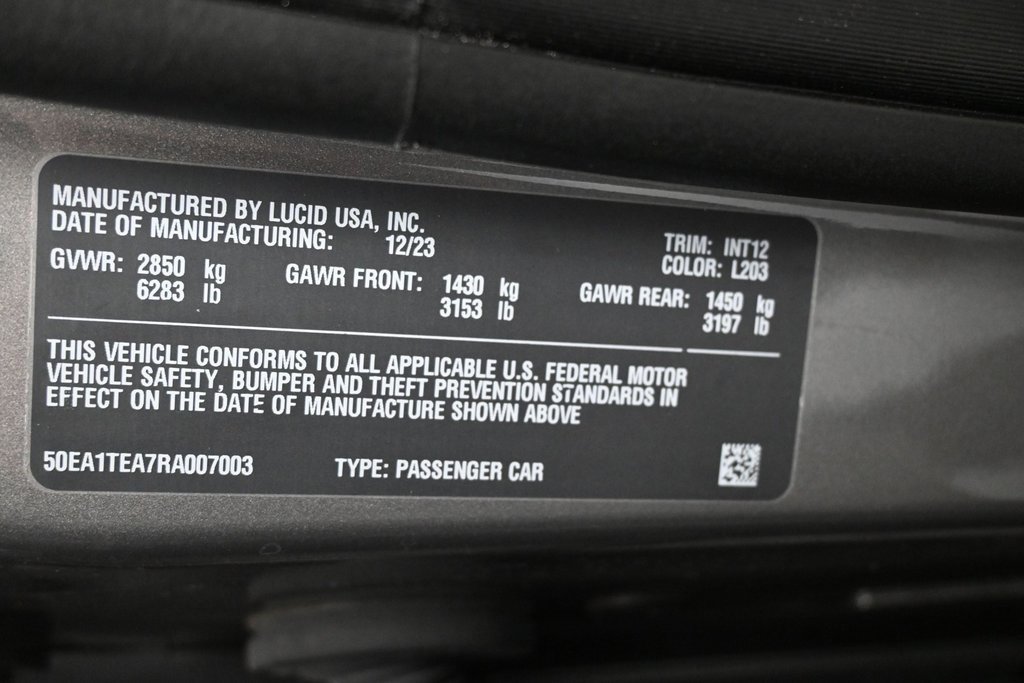 MANUFACTURED BY LUCID USA, INC.
DATE OF MANUFACTURING: 12/23
TRIM: INT12
COLOR: L203
GVWR: 2850 kg GAWR FRONT: 1430 kg GAWR REAR: 1450 kg
6283 lb 3153 lb 3197 lb
THIS VEHICLE CONFORMS TO ALL APPLICABLE U.S. FEDERAL MOTOR
VEHICLE SAFETY, BUMPER AND THEFT PREVENTION STANDARDS IN
EFFECT ON THE DATE OF MANUFACTURE SHOWN ABOVE
50EA1TEA7RA007003 TYPE: PASSENGER CAR